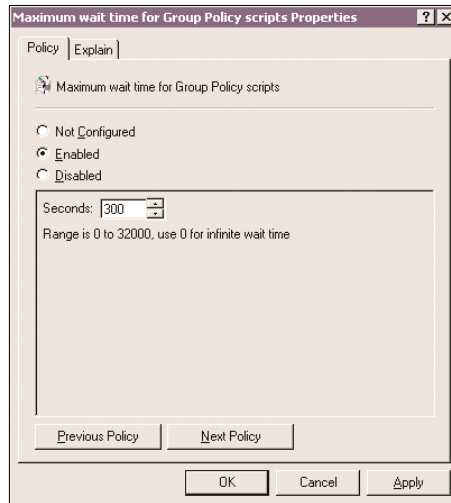 Maximum wait time for Group Policy scripts Properties
Policy Explain
Maximum wait time for Group Policy scripts
Not Configured
Enabled
Disabled
Seconds: 300
Range is 0 to 32000, use 0 for infinite wait time
Previous Policy Next Policy
OK Cancel Apply